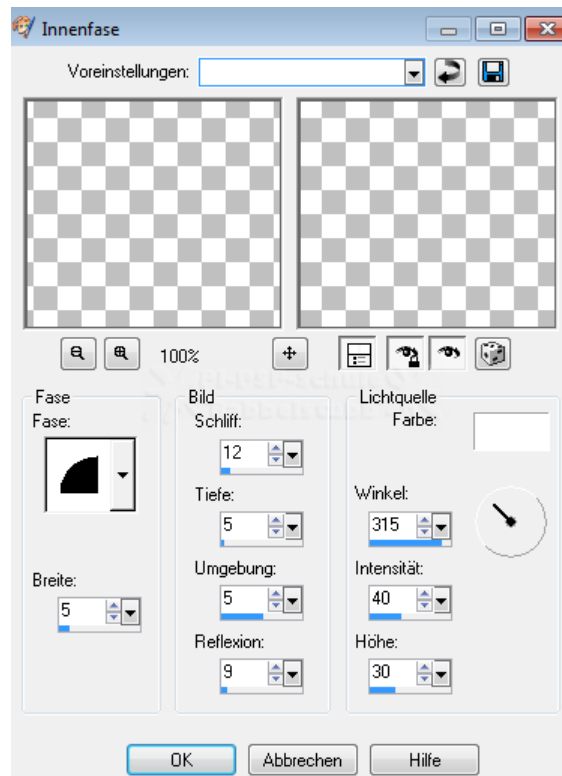 Innenfase
Voreinstellungen:
100%
Fase
Fase:
Breite:
5
Bild
Schliff:
12
Tiefe:
5
Umgebung:
5
Reflexion:
9
Lichtquelle
Farbe:
Winkel:
315
Intensität:
40
Höhe:
30
OK
Abbrechen
Hilfe